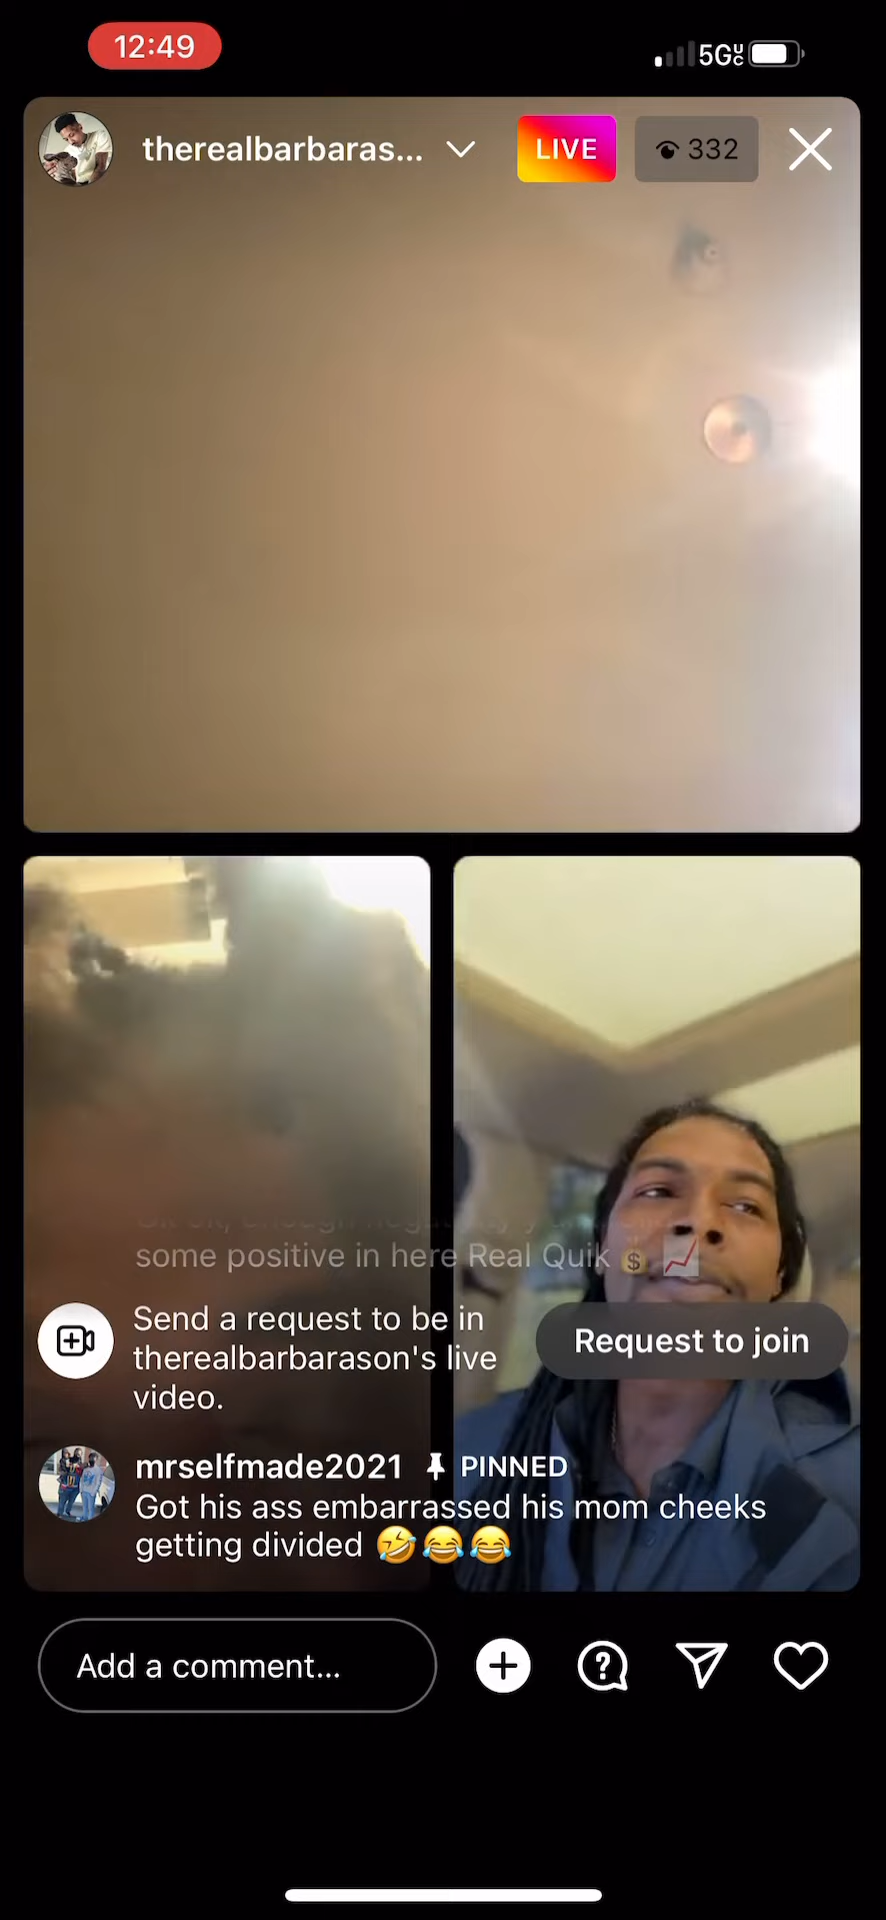 12:49
5G
therealbarbaras...
LIVE
332
some positive in here Real Quik 💰 📈
Send a request to be in
therealbarbarason's live
video.
Request to join
mrselfmade2021 PINNED
Got his ass embarrassed his mom cheeks
getting divided 🤣😂😂
Add a comment...